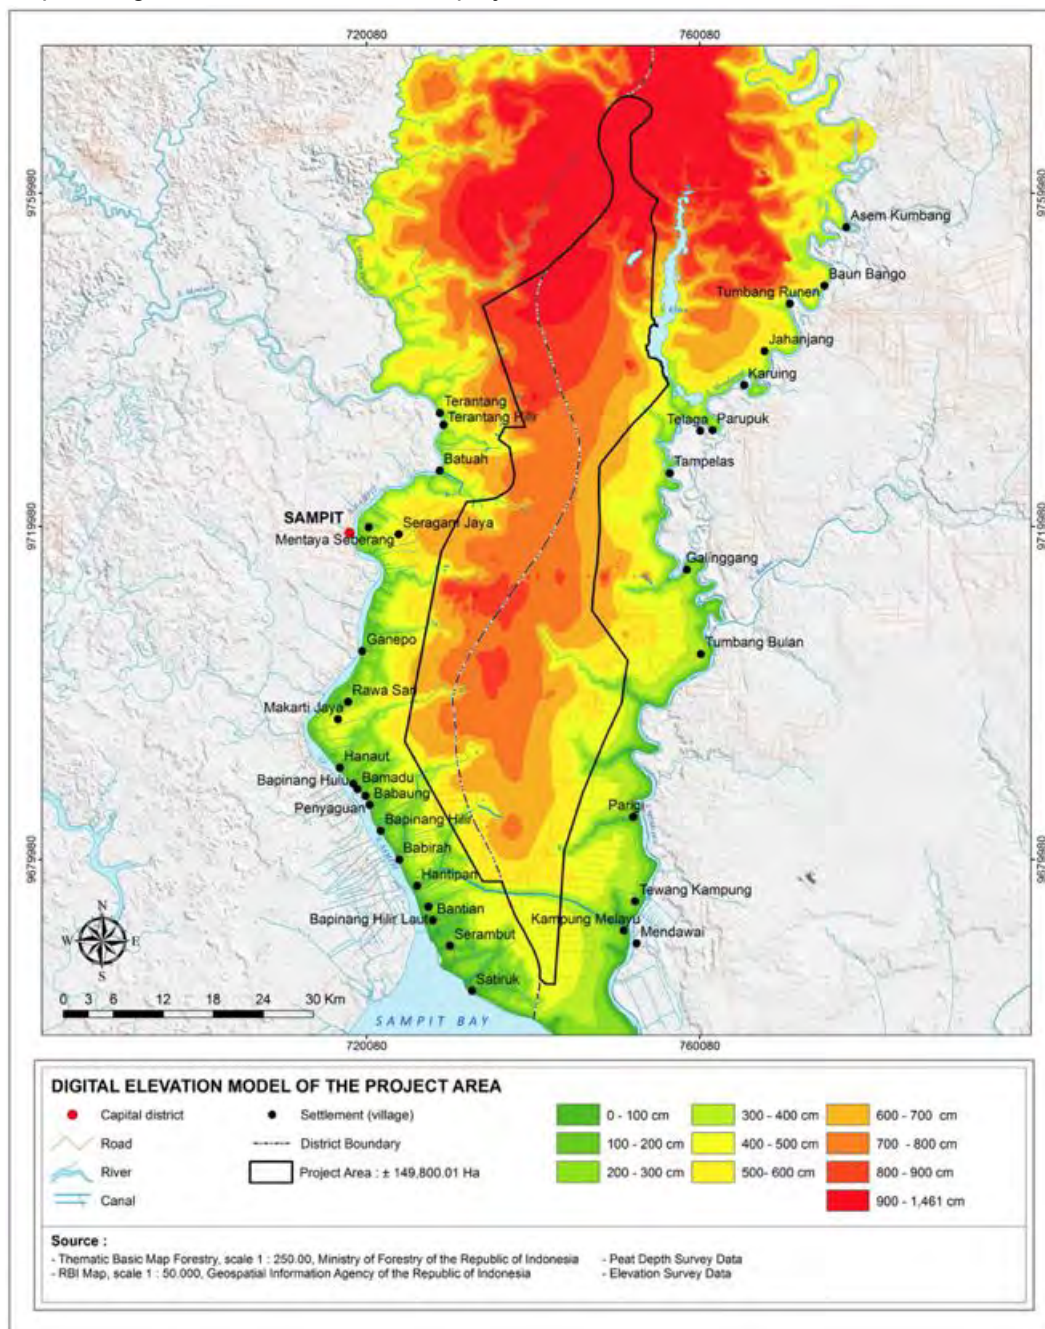 720080
760080
9759980
9759980
Asem Kumbang
Baun Bango
Tumbang Runen
Jahanjang
Karuing
Terantang
Terantang Hilir
Telaga
Parupuk
Batuah
Tampelas
SAMPIT
Seragam Jaya
Mentaya Seberang
9719980
9719980
Galinggang
Ganepo
Tumbang Bulan
Rawa Sari
Makarti Jaya
Hanaut
Bapinang Hulu
Bamadu
Babaung
Penyaguan
Parigi
Bapinang Hilir
Babirah
9679980
9679980
Hantipan
Tewang Kampung
Bantian
Bapinang Hilir Laut
Kampung Melayu
Mendawai
Serambut
Satiruk
N
W E
S
0 3 6 12 18 24 30 Km
SAMPIT BAY
720080
760080
DIGITAL ELEVATION MODEL OF THE PROJECT AREA
Capital district
Settlement (village)
0 - 100 cm
300 - 400 cm
600 - 700 cm
Road
District Boundary
100 - 200 cm
400 - 500 cm
700 - 800 cm
River
Project Area : ± 149,800.01 Ha
200 - 300 cm
500- 600 cm
800 - 900 cm
Canal
900 - 1,461 cm
Source :
- Thematic Basic Map Forestry, scale 1 : 250.00, Ministry of Forestry of the Republic of Indonesia
- Peat Depth Survey Data
- RBI Map, scale 1 : 50.000, Geospatial Information Agency of the Republic of Indonesia
- Elevation Survey Data